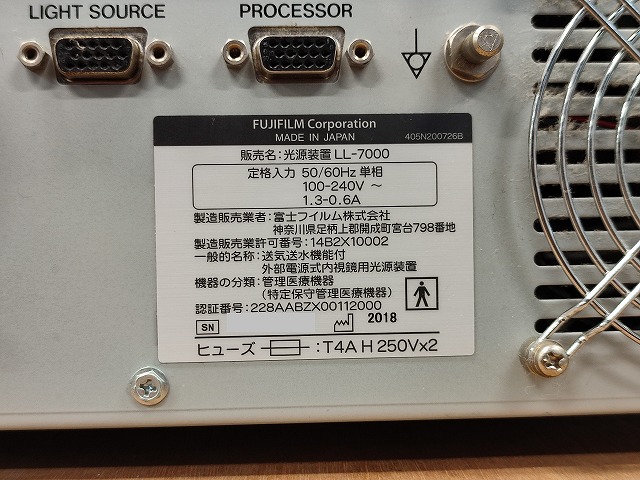 LIGHT SOURCE
PROCESSOR
FUJIFILM Corporation
MADE IN JAPAN
405N200726B
販売名：光源装置 LL-7000
定格入力 50/60Hz 単相
100-240V ～
1.3-0.6A
製造販売業者：富士フイルム株式会社
神奈川県足柄上郡開成町宮台798番地
製造販売業許可番号：14B2X10002
一般的名称：送気送水機能付
外部電源式内視鏡用光源装置
機器の分類：管理医療機器
（特定保守管理医療機器）
認証番号：228AABZX00112000
SN
2018
ヒューズ ：T4A H 250V×2